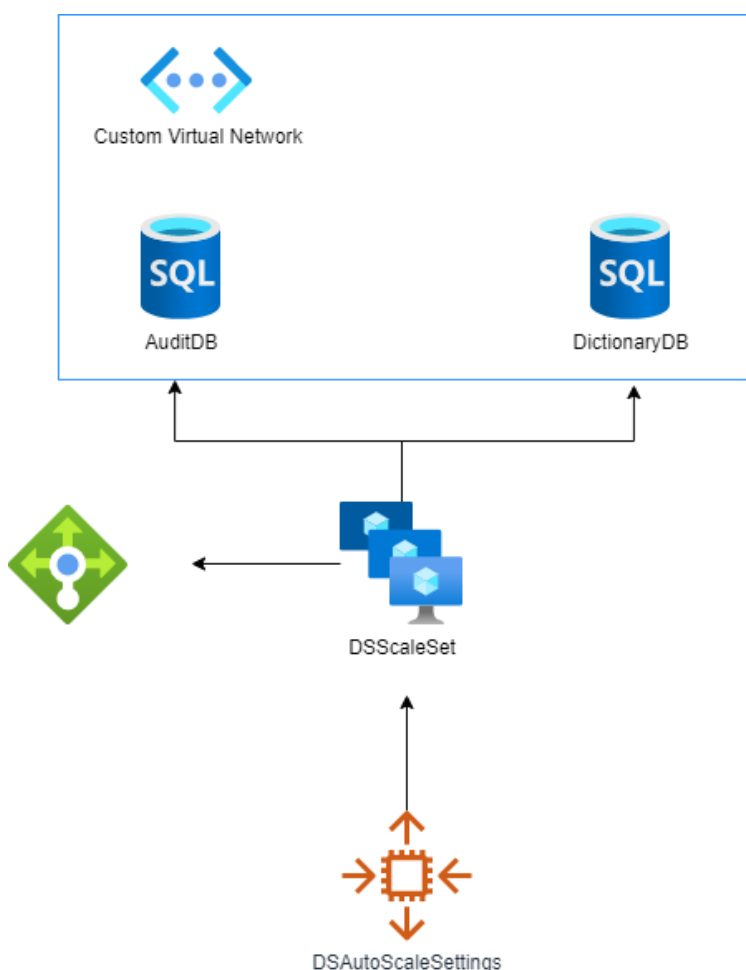 Custom Virtual Network
SQL
SQL
AuditDB
DictionaryDB
DSScaleSet
DSAutoScaleSettings